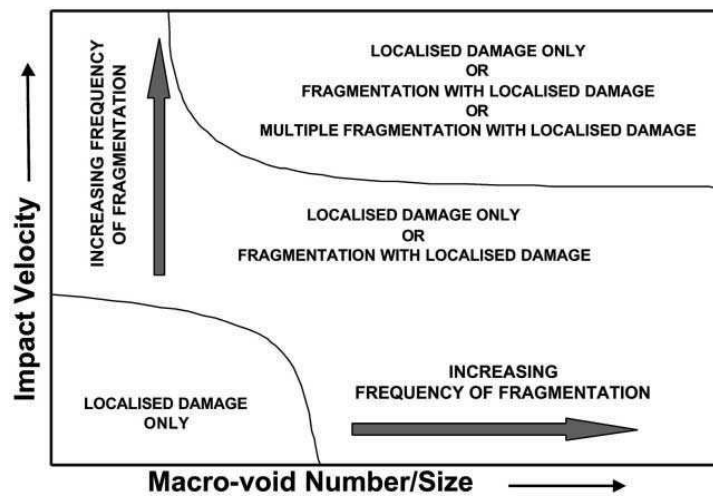 LOCALISED DAMAGE ONLY
OR
FRAGMENTATION WITH LOCALISED DAMAGE
OR
MULTIPLE FRAGMENTATION WITH LOCALISED DAMAGE
INCREASING FREQUENCY
OF FRAGMENTATION
LOCALISED DAMAGE ONLY
OR
FRAGMENTATION WITH LOCALISED DAMAGE
Impact Velocity
INCREASING
FREQUENCY OF FRAGMENTATION
LOCALISED DAMAGE
ONLY
Macro-void Number/Size